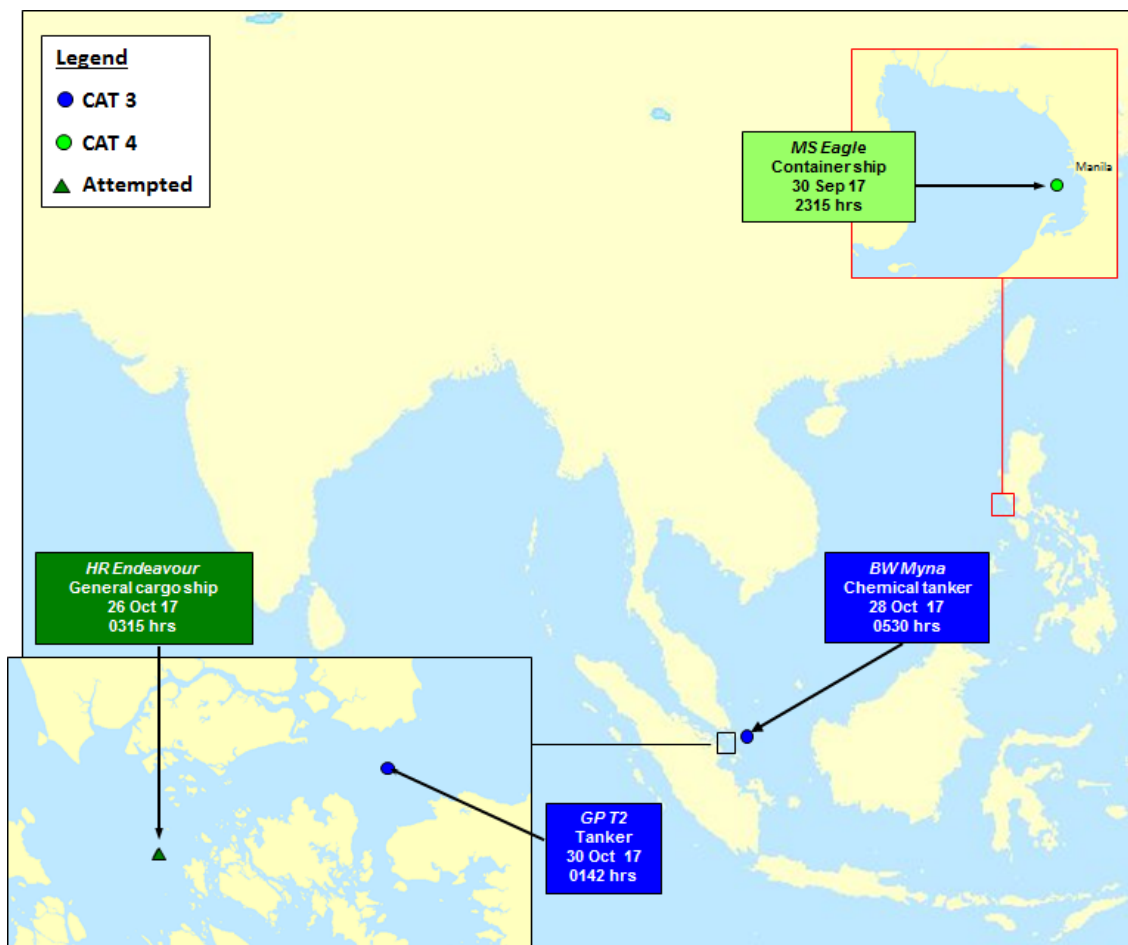 Legend
CAT 3
CAT 4
Attempted
MS Eagle
Container ship
30 Sep 17
2315 hrs
Manila
HR Endeavour
General cargo ship
26 Oct 17
0315 hrs
BW Myna
Chemical tanker
28 Oct 17
0530 hrs
GP T2
Tanker
30 Oct 17
0142 hrs